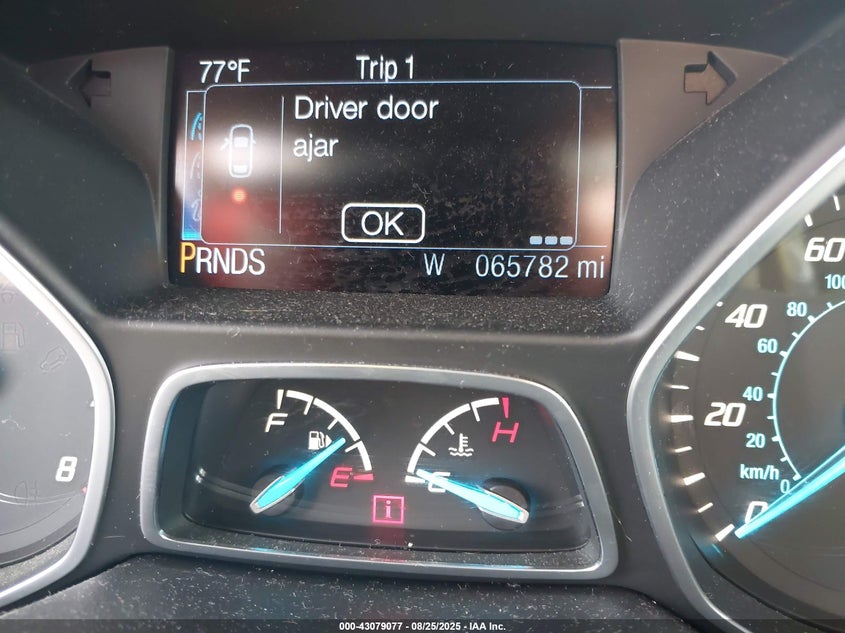 77°F Trip 1
Driver door
ajar
OK
PRNDS W 065782 mi
F
E
H
C
i
8
60
40
20
0
100
80
60
40
20
0
km/h
000-43079077 - 08/25/2025 - IAA Inc.